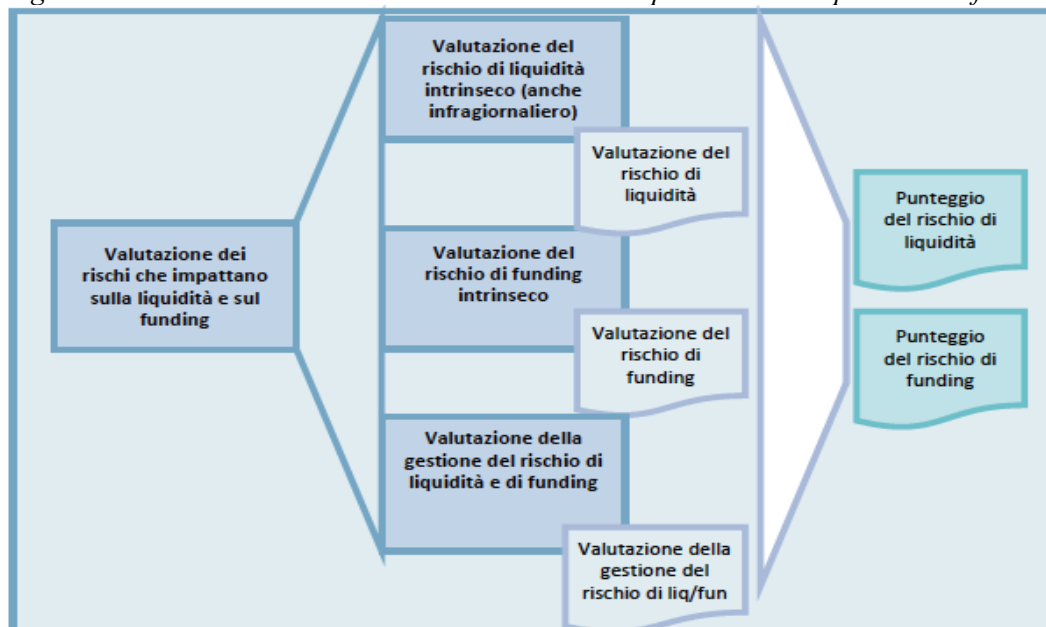 Valutazione del
rischio di liquidità
intrinseco (anche
infragiornaliero)
Valutazione del
rischio di
liquidità
Punteggio
del rischio di
liquidità
Valutazione dei
rischi che impattano
sulla liquidità e sul
funding
Valutazione del
rischio di funding
intrinseco
Valutazione del
rischio di
funding
Punteggio
del rischio di
funding
Valutazione della
gestione del rischio di
liquidità e di funding
Valutazione della
gestione del
rischio di liq/fun